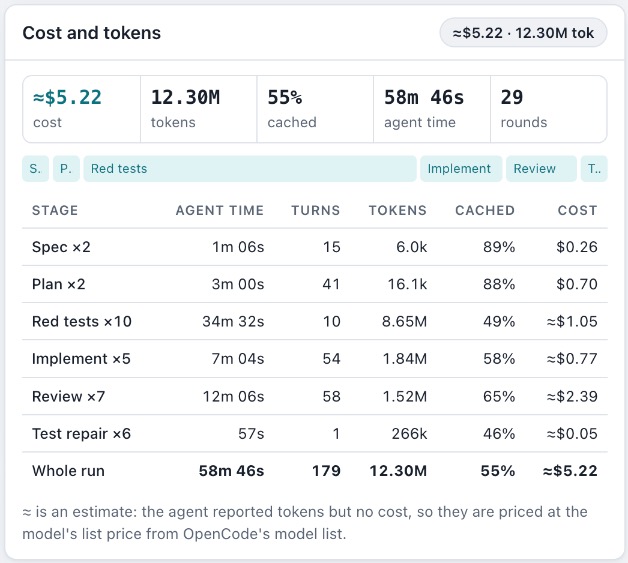 Cost and tokens
≈$5.22 · 12.30M tok
≈$5.22 12.30M 55% 58m 46s 29
cost tokens cached agent time rounds
S. P. Red tests Implement Review T..
STAGE AGENT TIME TURNS TOKENS CACHED COST
Spec ×2 1m 06s 15 6.0k 89% $0.26
Plan ×2 3m 00s 41 16.1k 88% $0.70
Red tests ×10 34m 32s 10 8.65M 49% ≈$1.05
Implement ×5 7m 04s 54 1.84M 58% ≈$0.77
Review ×7 12m 06s 58 1.52M 65% ≈$2.39
Test repair ×6 57s 1 266k 46% ≈$0.05
Whole run 58m 46s 179 12.30M 55% ≈$5.22
≈ is an estimate: the agent reported tokens but no cost, so they are priced at the
model's list price from OpenCode's model list.